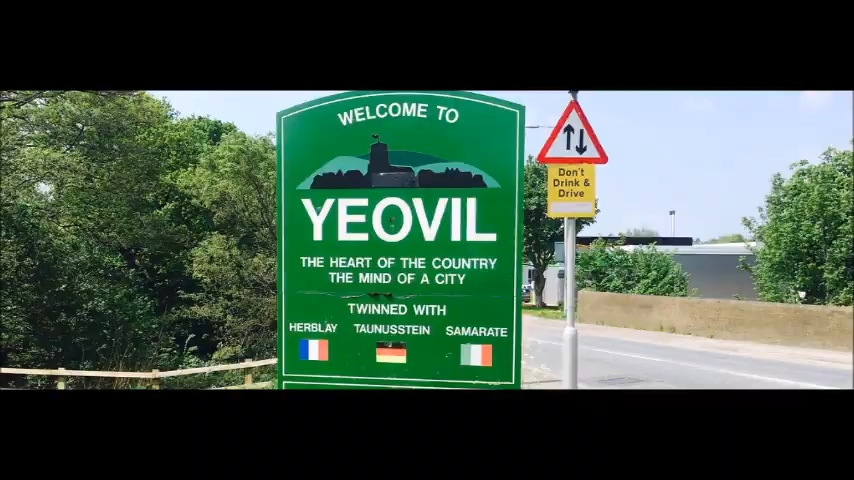 WELCOME TO
YEOVIL
THE HEART OF THE COUNTRY
THE MIND OF A CITY
TWINNED WITH
HERBLAY TAUNUSSTEIN SAMARATE
Don't
Drink &
Drive